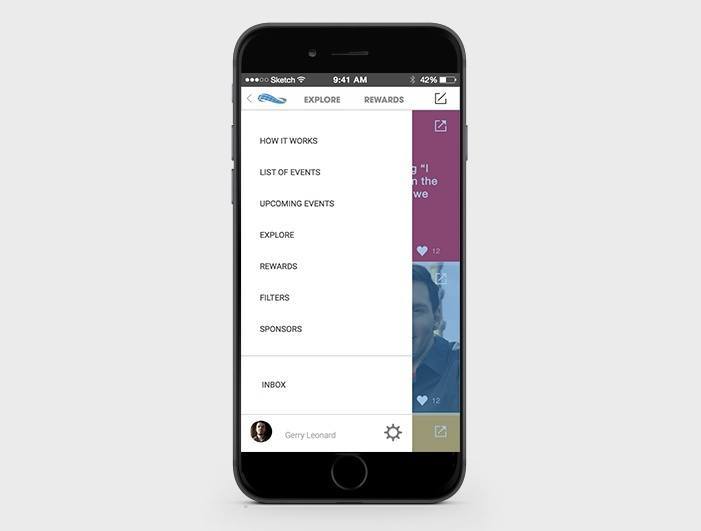 Sketch 9:41 AM 42%
EXPLORE REWARDS
HOW IT WORKS
LIST OF EVENTS
UPCOMING EVENTS
EXPLORE
REWARDS
FILTERS
SPONSORS
INBOX
Gerry Leonard
g “I
n the
we
12
12